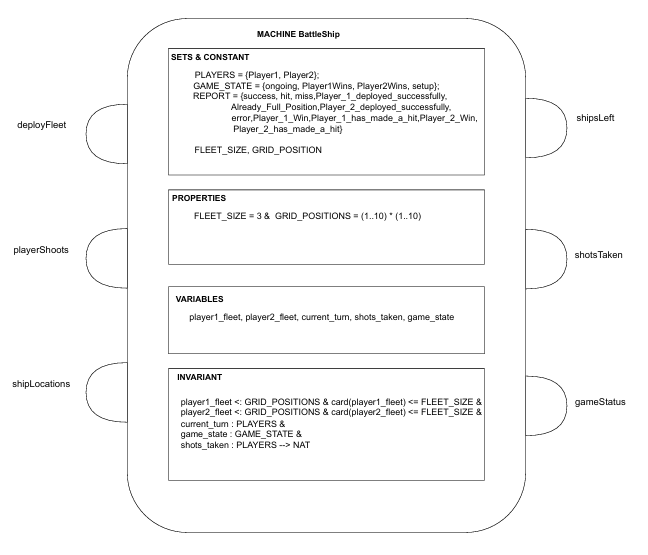 MACHINE BattleShip
SETS & CONSTANT
PLAYERS = {Player1, Player2};
GAME_STATE = {ongoing, Player1Wins, Player2Wins, setup};
REPORT = {success, hit, miss,Player_1_deployed_successfully,
Already_Full_Position,Player_2_deployed_successfully,
error,Player_1_Win,Player_1_has_made_a_hit,Player_2_Win,
Player_2_has_made_a_hit}
FLEET_SIZE, GRID_POSITION
PROPERTIES
FLEET_SIZE = 3 & GRID_POSITIONS = (1..10) * (1..10)
VARIABLES
player1_fleet, player2_fleet, current_turn, shots_taken, game_state
INVARIANT
player1_fleet <: GRID_POSITIONS & card(player1_fleet) <= FLEET_SIZE &
player2_fleet <: GRID_POSITIONS & card(player2_fleet) <= FLEET_SIZE &
current_turn : PLAYERS &
game_state : GAME_STATE &
shots_taken : PLAYERS --> NAT
deployFleet
playerShoots
shipLocations
shipsLeft
shotsTaken
gameStatus